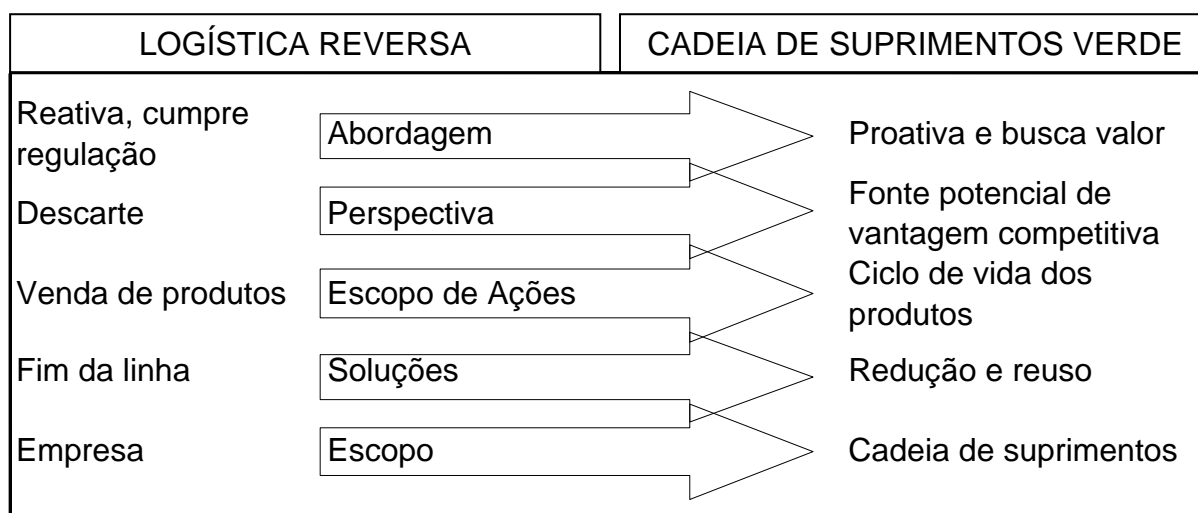 LOGÍSTICA REVERSA
CADEIA DE SUPRIMENTOS VERDE
Reativa, cumpre
regulação
Abordagem
Proativa e busca valor
Descarte
Perspectiva
Fonte potencial de
vantagem competitiva
Venda de produtos
Escopo de Ações
Ciclo de vida dos
produtos
Fim da linha
Soluções
Redução e reuso
Empresa
Escopo
Cadeia de suprimentos